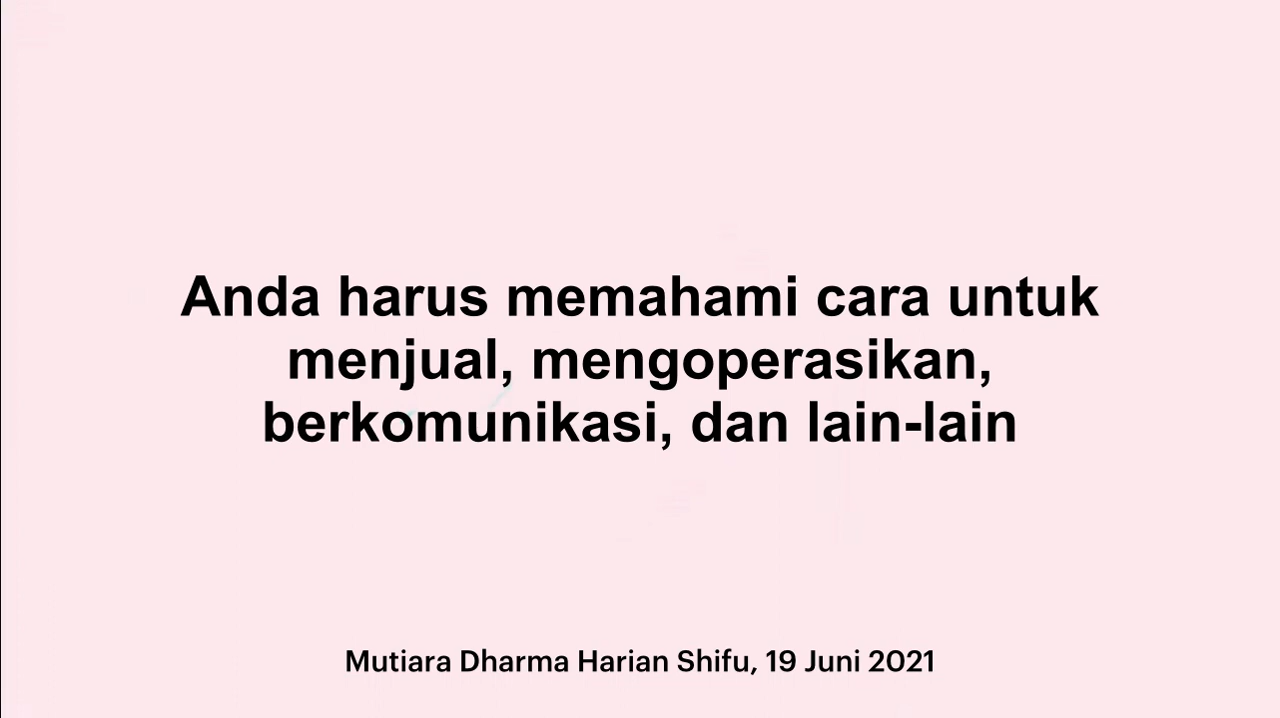 Anda harus memahami cara untuk
menjual, mengoperasikan,
berkomunikasi, dan lain-lain
Mutiara Dharma Harian Shifu, 19 Juni 2021